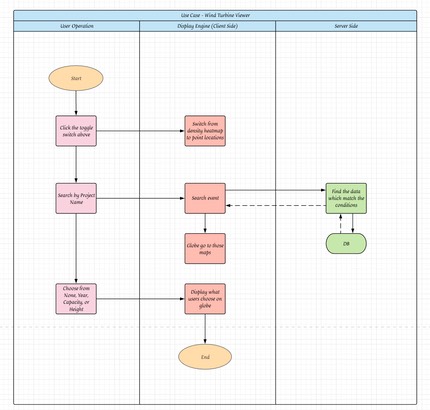 Use Case - Wind Turbine Viewer
User Operation
Display Engine (Client Side)
Server Side
Start
Click the toggle
switch above
Switch from
density heatmap
to point locations
Search by Project
Name
Search event
Find the data
which match the
conditions
Globe go to those
maps
DB
Choose from
None, Year,
Capacity, or
Height
Display what
users choose on
globe
End